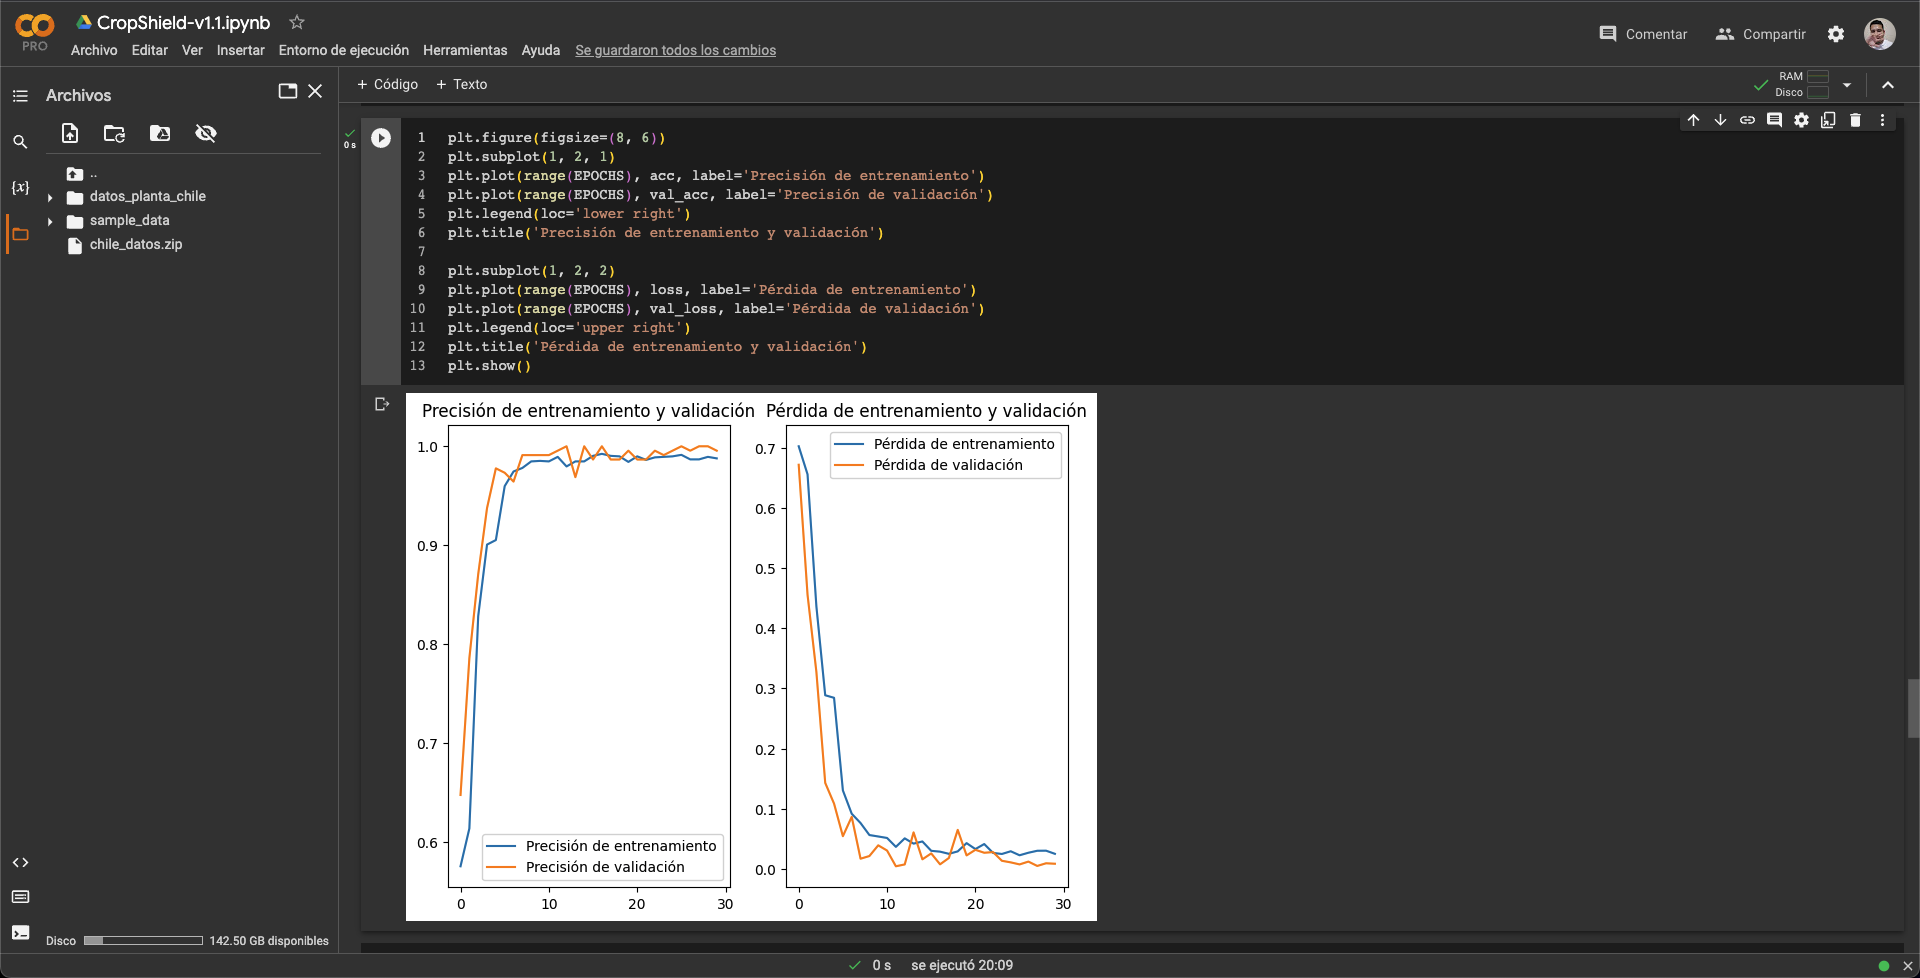 CropShield-v1.1.ipynb
PRO
Archivo Editar Ver Insertar Entorno de ejecución Herramientas Ayuda Se guardaron todos los cambios
Comentar Compartir
Archivos
..
datos_planta_chile
sample_data
chile_datos.zip
{x}
Disco 142.50 GB disponibles
+ Código + Texto
RAM
Disco
0 s
1 plt.figure(figsize=(8, 6))
2 plt.subplot(1, 2, 1)
3 plt.plot(range(EPOCHS), acc, label='Precisión de entrenamiento')
4 plt.plot(range(EPOCHS), val_acc, label='Precisión de validación')
5 plt.legend(loc='lower right')
6 plt.title('Precisión de entrenamiento y validación')
7
8 plt.subplot(1, 2, 2)
9 plt.plot(range(EPOCHS), loss, label='Pérdida de entrenamiento')
10 plt.plot(range(EPOCHS), val_loss, label='Pérdida de validación')
11 plt.legend(loc='upper right')
12 plt.title('Pérdida de entrenamiento y validación')
13 plt.show()
Precisión de entrenamiento y validación
1.0
0.9
0.8
0.7
0.6
Precisión de entrenamiento
Precisión de validación
0 10 20 30
Pérdida de entrenamiento y validación
Pérdida de entrenamiento
Pérdida de validación
0.7
0.6
0.5
0.4
0.3
0.2
0.1
0.0
0 10 20 30
0 s se ejecutó 20:09